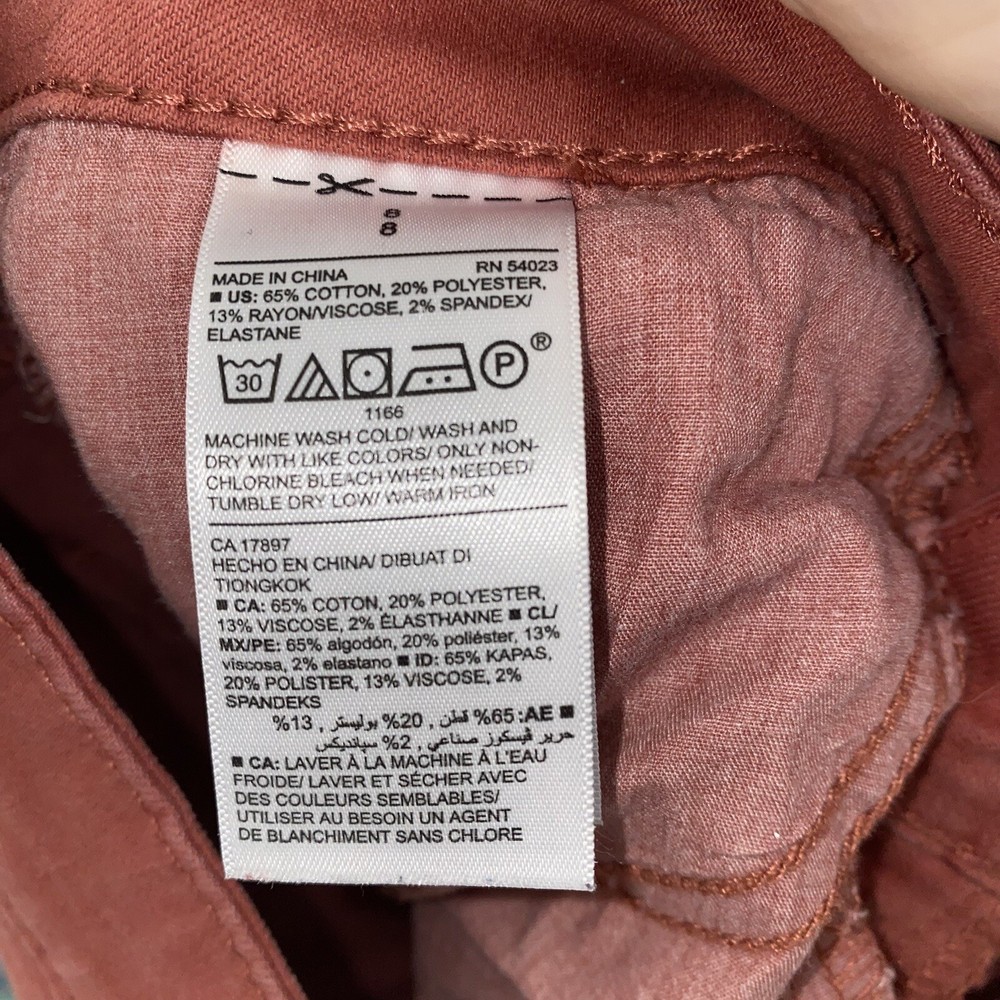 8
8
RN 54023
MADE IN CHINA
■ US: 65% COTTON, 20% POLYESTER,
13% RAYON/VISCOSE, 2% SPANDEX/
ELASTANE
30 P®
1166
MACHINE WASH COLD/ WASH AND
DRY WITH LIKE COLORS/ ONLY NON-
CHLORINE BLEACH WHEN NEEDED/
TUMBLE DRY LOW/ WARM IRON
CA 17897
HECHO EN CHINA/ DIBUAT DI
TIONGKOK
■ CA: 65% COTON, 20% POLYESTER,
13% VISCOSE, 2% ÉLASTHANNE ■ CL/
MX/PE: 65% algodón, 20% poliéster, 13%
viscosa, 2% elastano ■ ID: 65% KAPAS,
20% POLISTER, 13% VISCOSE, 2%
SPANDEKS
■ AE: 65% قطن , 20% بوليستر , 13%
حرير ڤيسكوز صناعي , 2% سباندیكس
■ CA: LAVER À LA MACHINE À L'EAU
FROIDE/ LAVER ET SÉCHER AVEC
DES COULEURS SEMBLABLES/
UTILISER AU BESOIN UN AGENT
DE BLANCHIMENT SANS CHLORE